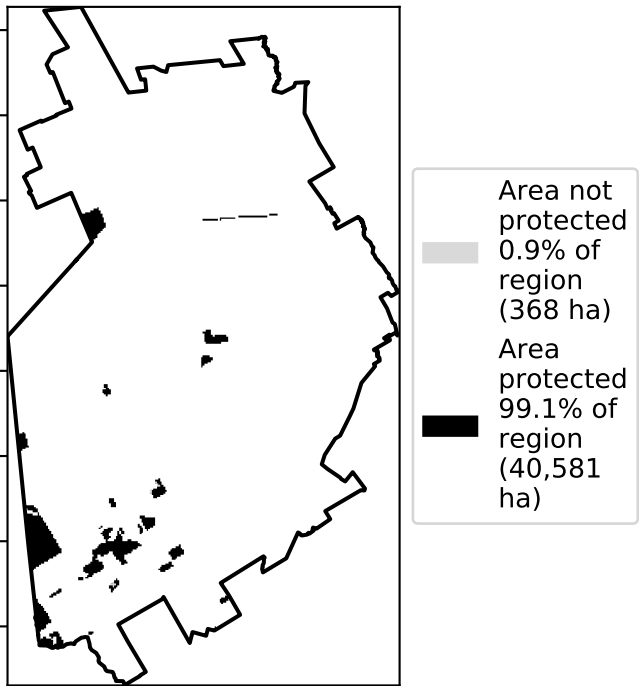 Area not
protected
0.9% of
region
(368 ha)
Area
protected
99.1% of
region
(40,581
ha)